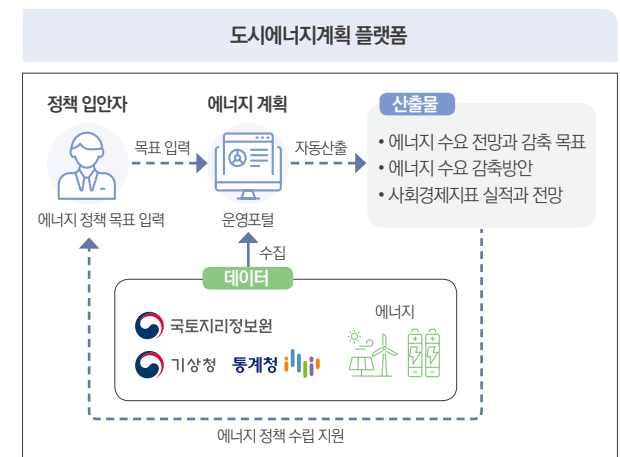 도시에너지계획 플랫폼
정책 입안자
에너지 계획
산출물
목표 입력
자동산출
• 에너지 수요 전망과 감축 목표
• 에너지 수요 감축방안
• 사회경제지표 실적과 전망
에너지 정책 목표 입력
운영포털
수집
데이터
국토지리정보원
에너지
기상청
통계청
에너지 정책 수립 지원